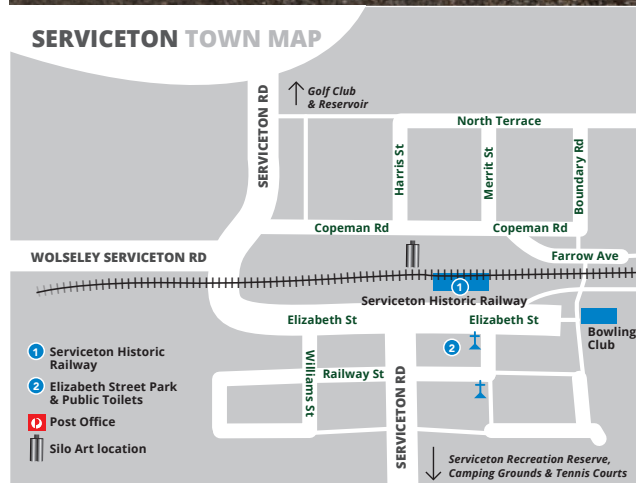 SERVICETON TOWN MAP
SERVICETON RD
Golf Club
& Reservoir
North Terrace
Harris St
Merrit St
Boundary Rd
Copeman Rd
Copeman Rd
WOLSELEY SERVICETON RD
Farrow Ave
1
Serviceton Historic Railway
Elizabeth St
Elizabeth St
Bowling
Club
2
Williams St
Railway St
SERVICETON RD
1 Serviceton Historic
Railway
2 Elizabeth Street Park
& Public Toilets
Post Office
Silo Art location
Serviceton Recreation Reserve,
Camping Grounds & Tennis Courts